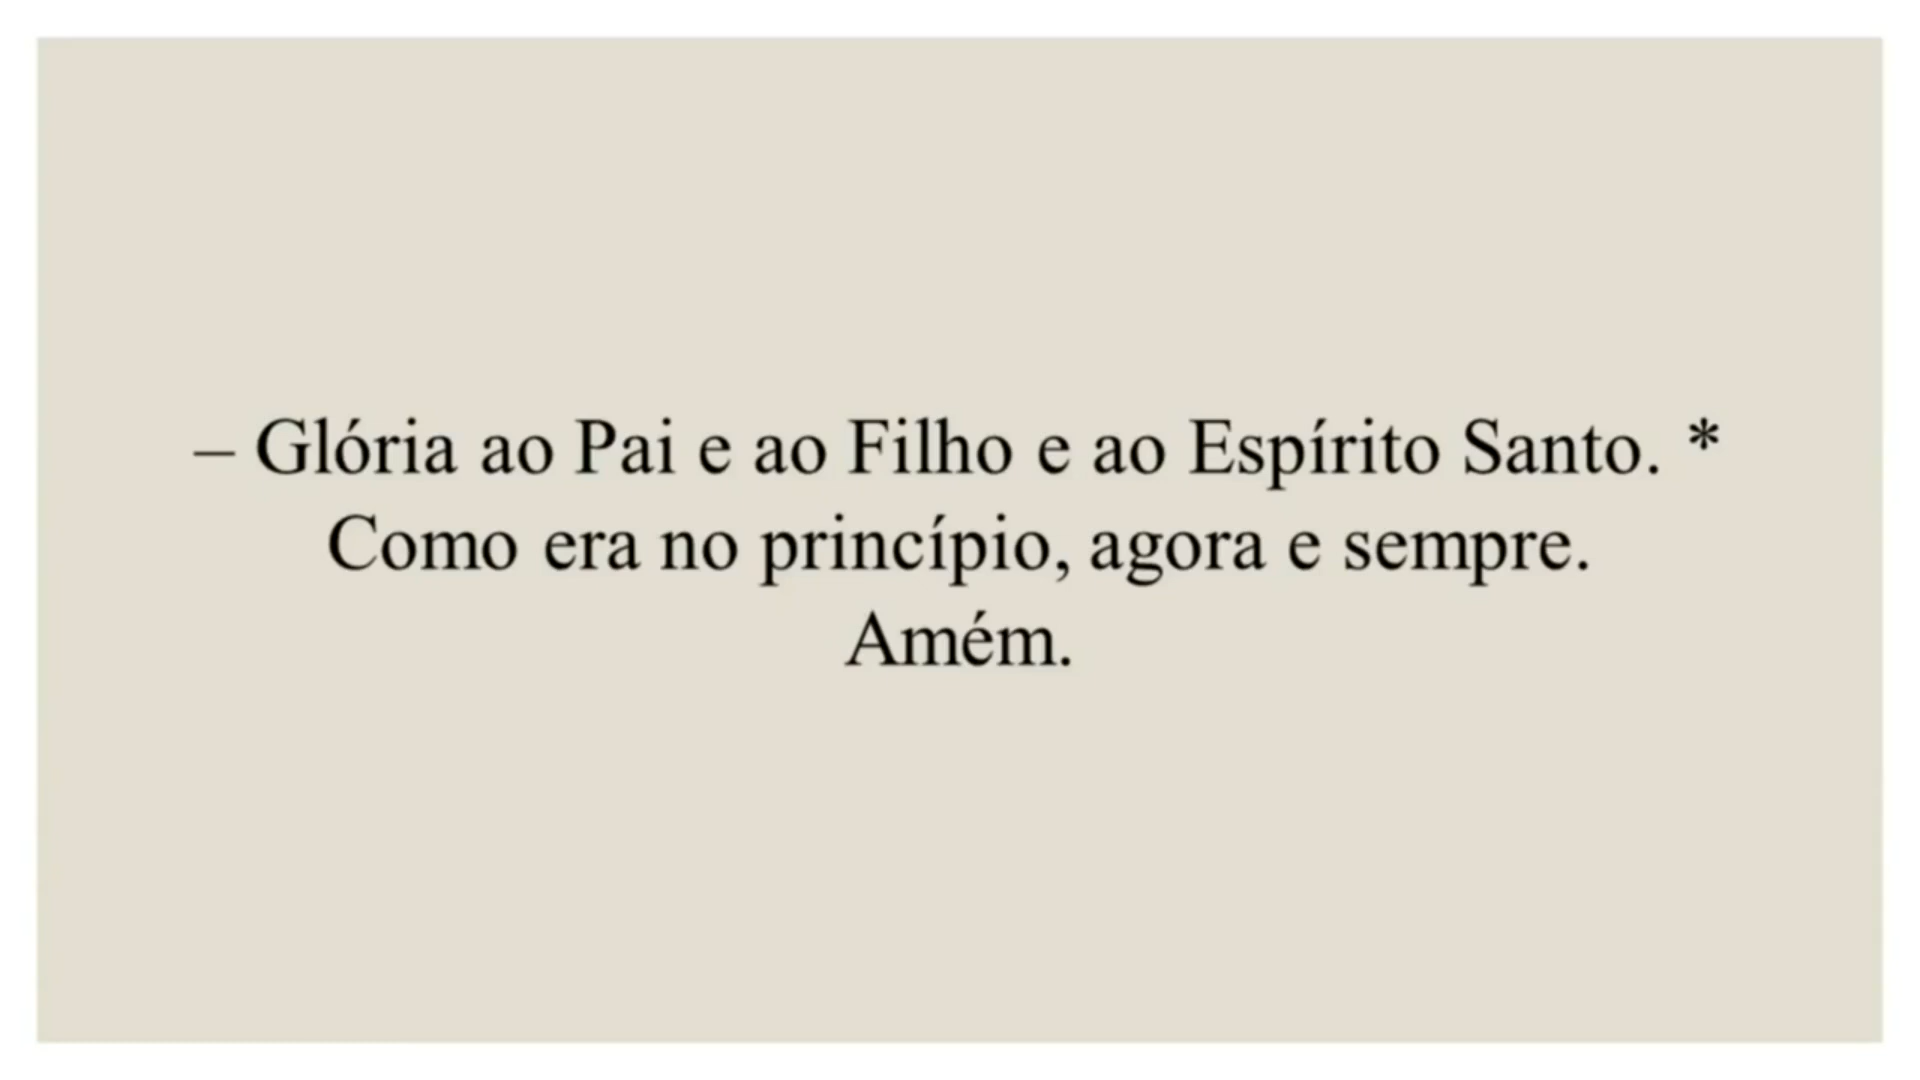 – Glória ao Pai e ao Filho e ao Espírito Santo. *
Como era no princípio, agora e sempre.
Amém.